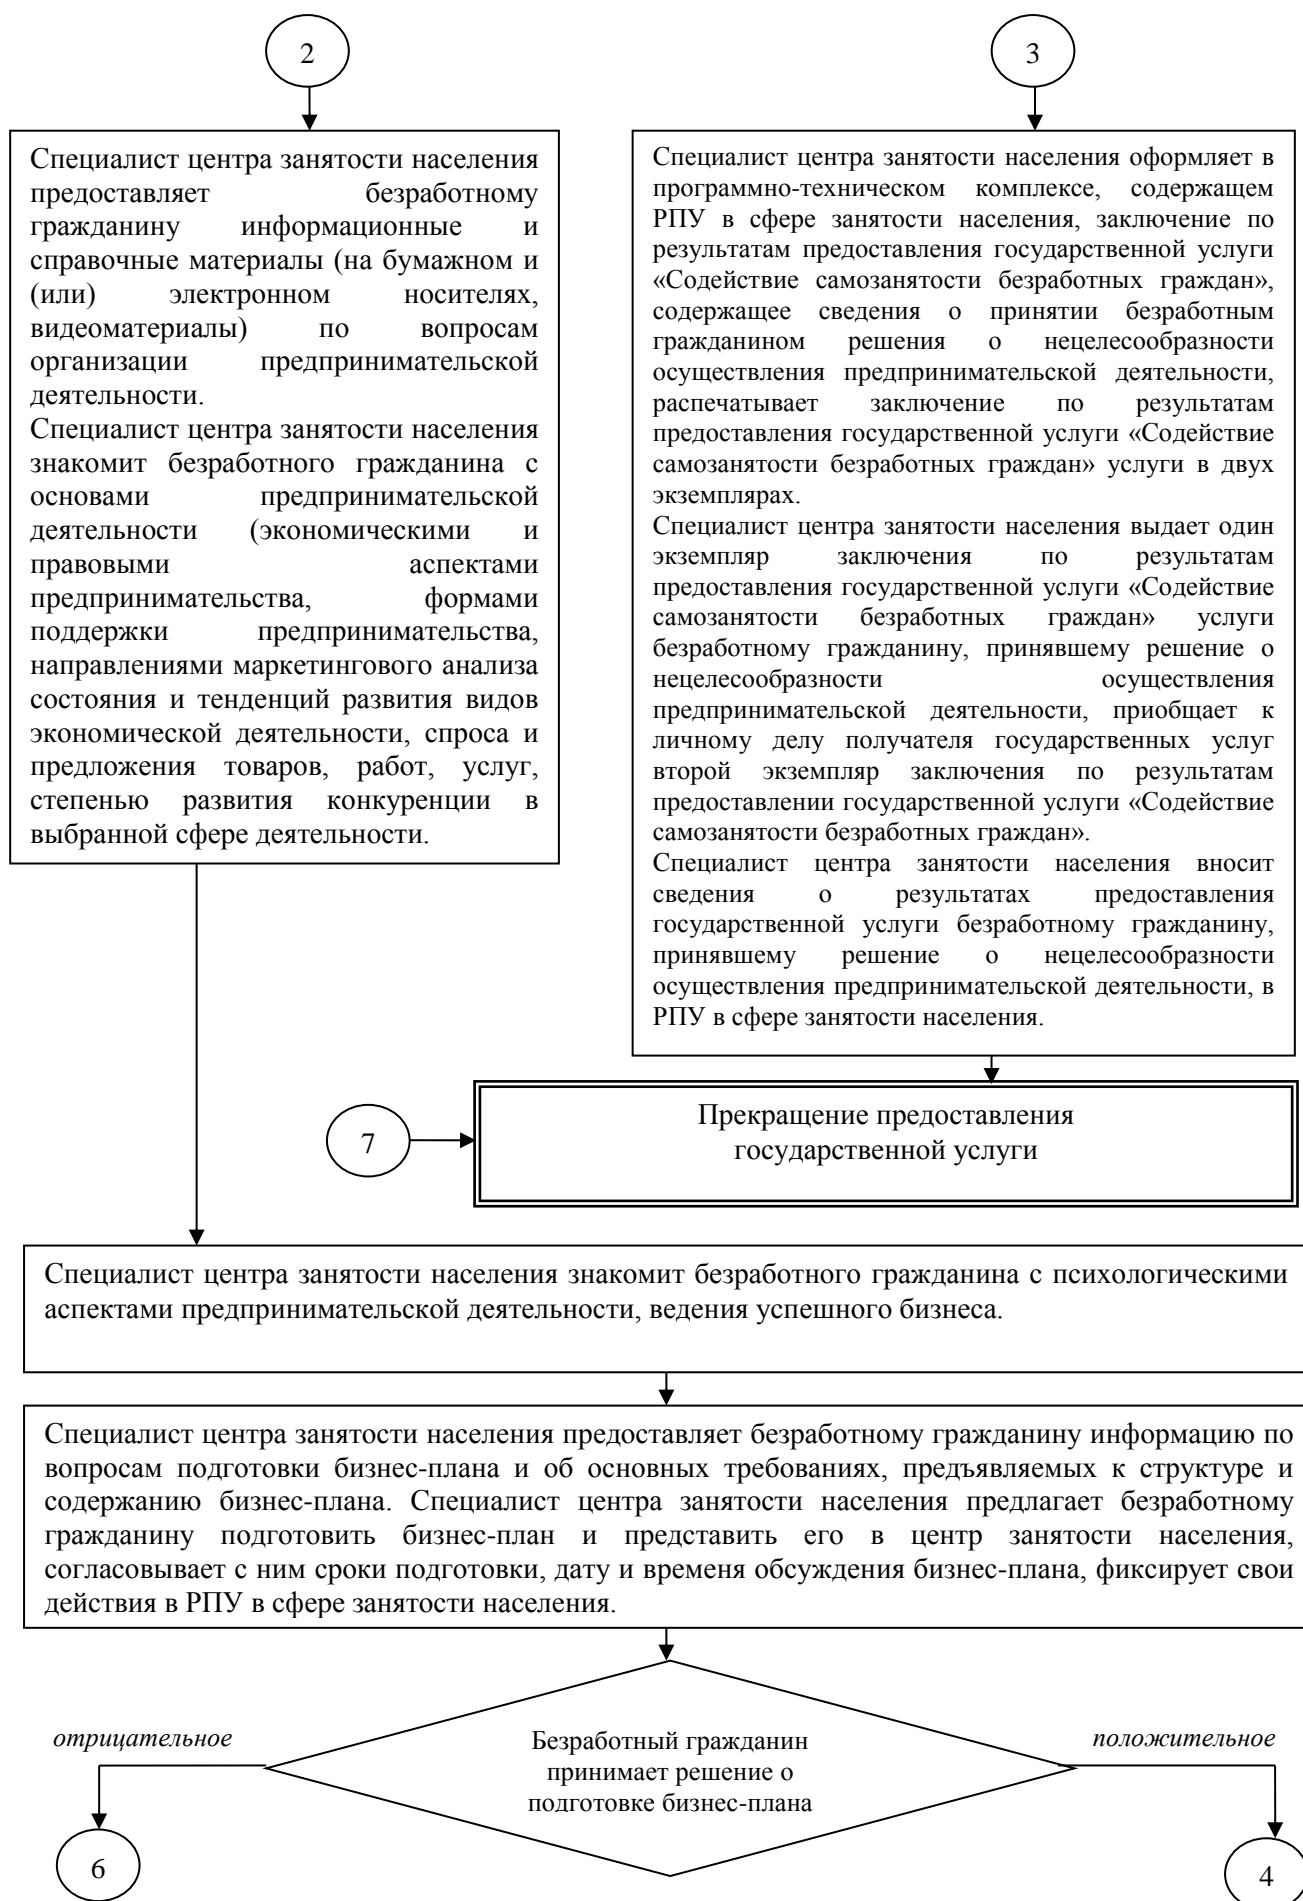 2
3
Специалист центра занятости населения
предоставляет безработному
гражданину информационные и
справочные материалы (на бумажном и
(или) электронном носителях,
видеоматериалы) по вопросам
организации предпринимательской
деятельности.
Специалист центра занятости населения
знакомит безработного гражданина с
основами предпринимательской
деятельности (экономическими и
правовыми аспектами
предпринимательства, формами
поддержки предпринимательства,
направлениями маркетингового анализа
состояния и тенденций развития видов
экономической деятельности, спроса и
предложения товаров, работ, услуг,
степенью развития конкуренции в
выбранной сфере деятельности.
Специалист центра занятости населения оформляет в
программно-техническом комплексе, содержащем
РПУ в сфере занятости населения, заключение по
результатам предоставления государственной услуги
«Содействие самозанятости безработных граждан»,
содержащее сведения о принятии безработным
гражданином решения о нецелесообразности
осуществления предпринимательской деятельности,
распечатывает заключение по результатам
предоставления государственной услуги «Содействие
самозанятости безработных граждан» услуги в двух
экземплярах.
Специалист центра занятости населения выдает один
экземпляр заключения по результатам
предоставления государственной услуги «Содействие
самозанятости безработных граждан» услуги
безработному гражданину, принявшему решение о
нецелесообразности осуществления
предпринимательской деятельности, приобщает к
личному делу получателя государственных услуг
второй экземпляр заключения по результатам
предоставлении государственной услуги «Содействие
самозанятости безработных граждан».
Специалист центра занятости населения вносит
сведения о результатах предоставления
государственной услуги безработному гражданину,
принявшему решение о нецелесообразности
осуществления предпринимательской деятельности, в
РПУ в сфере занятости населения.
7
Прекращение предоставления
государственной услуги
Специалист центра занятости населения знакомит безработного гражданина с психологическими
аспектами предпринимательской деятельности, ведения успешного бизнеса.
Специалист центра занятости населения предоставляет безработному гражданину информацию по
вопросам подготовки бизнес-плана и об основных требованиях, предъявляемых к структуре и
содержанию бизнес-плана. Специалист центра занятости населения предлагает безработному
гражданину подготовить бизнес-план и представить его в центр занятости населения,
согласовывает с ним сроки подготовки, дату и временя обсуждения бизнес-плана, фиксирует свои
действия в РПУ в сфере занятости населения.
отрицательное
Безработный гражданин
принимает решение о
подготовке бизнес-плана
положительное
6
4